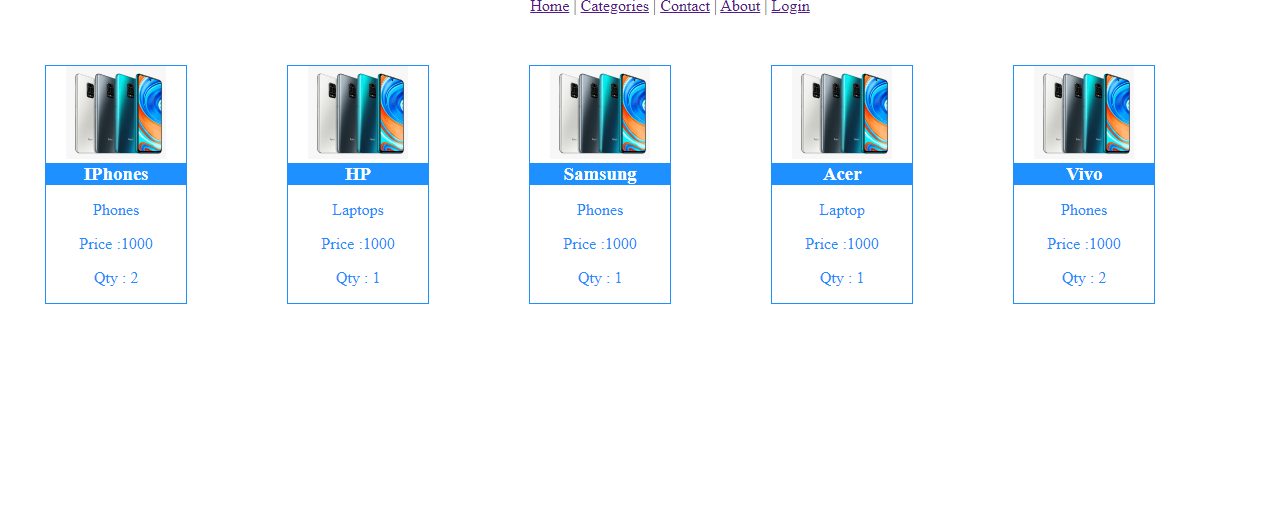 Home | Categories | Contact | About | Login
IPhones
Phones
Price :1000
Qty : 2
HP
Laptops
Price :1000
Qty : 1
Samsung
Phones
Price :1000
Qty : 1
Acer
Laptop
Price :1000
Qty : 1
Vivo
Phones
Price :1000
Qty : 2